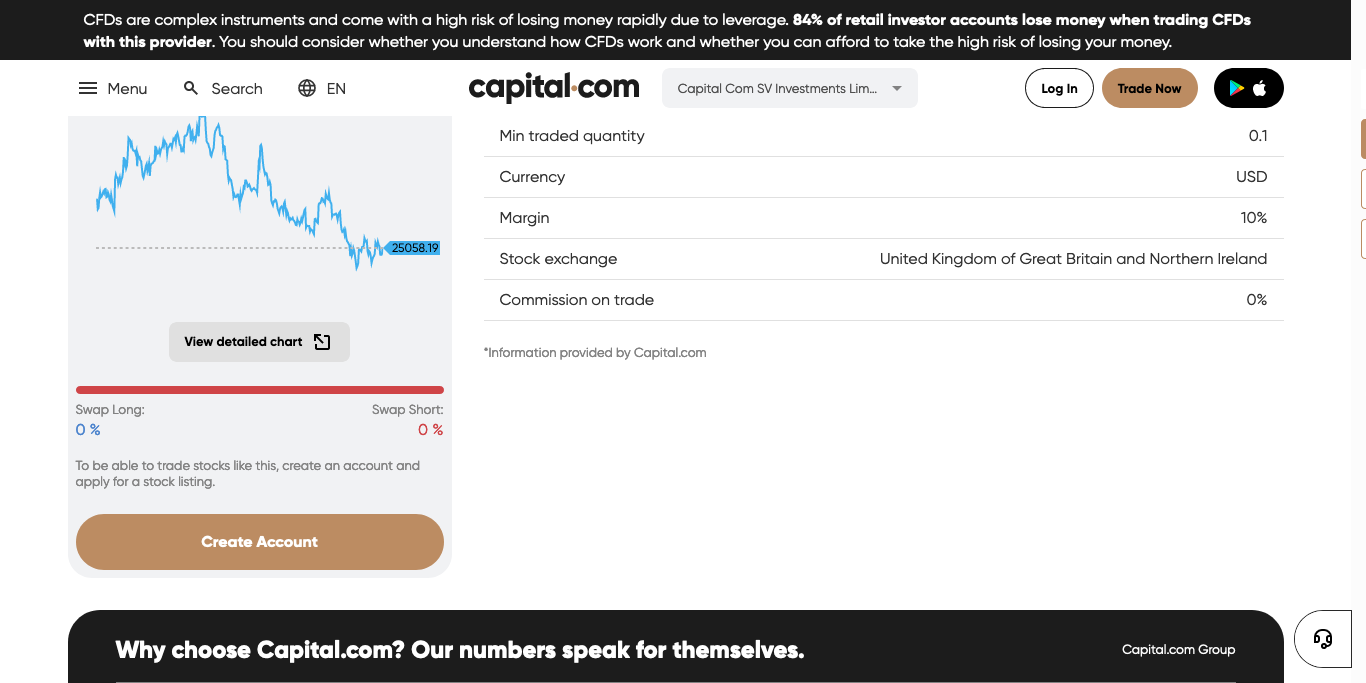 CFDs are complex instruments and come with a high risk of losing money rapidly due to leverage. 84% of retail investor accounts lose money when trading CFDs
with this provider. You should consider whether you understand how CFDs work and whether you can afford to take the high risk of losing your money.
Menu
Search
EN
capital.com
Capital Com SV Investments Lim...
Log In
Trade Now
25058.19
View detailed chart
Swap Long:
Swap Short:
0 %
0 %
To be able to trade stocks like this, create an account and
apply for a stock listing.
Create Account
Min traded quantity 0.1
Currency USD
Margin 10%
Stock exchange United Kingdom of Great Britain and Northern Ireland
Commission on trade 0%
*Information provided by Capital.com
Why choose Capital.com? Our numbers speak for themselves.
Capital.com Group